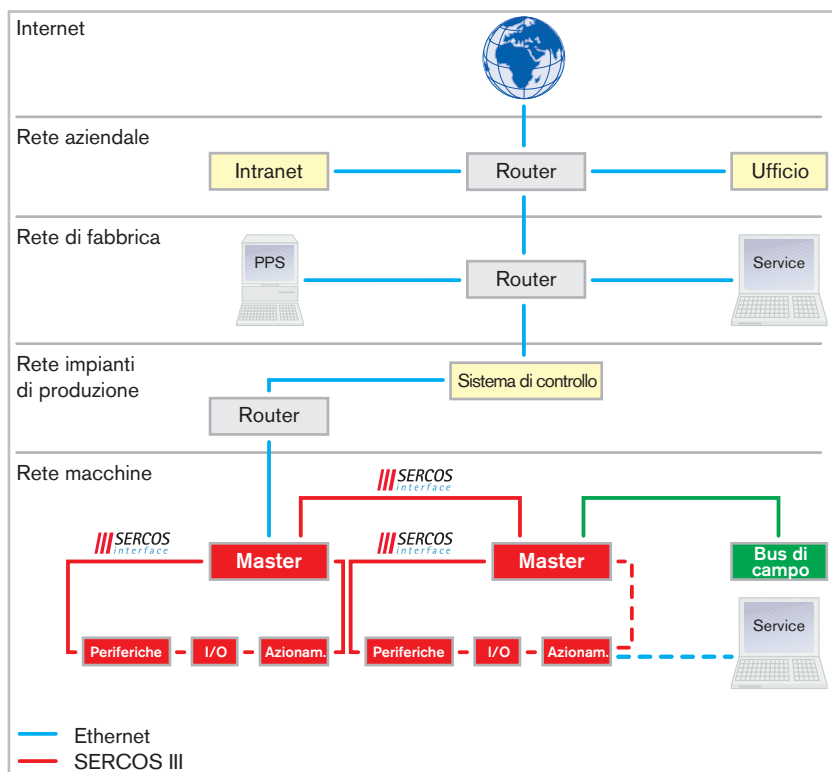 Internet
Rete aziendale
Intranet
Router
Ufficio
Rete di fabbrica
PPS
Router
Service
Rete impianti
di produzione
Sistema di controllo
Router
Rete macchine
SERCOS
interface
SERCOS
interface
SERCOS
interface
Master
Master
Bus di
campo
Periferiche
I/O
Azionam.
Periferiche
I/O
Azionam.
Service
Ethernet
SERCOS III